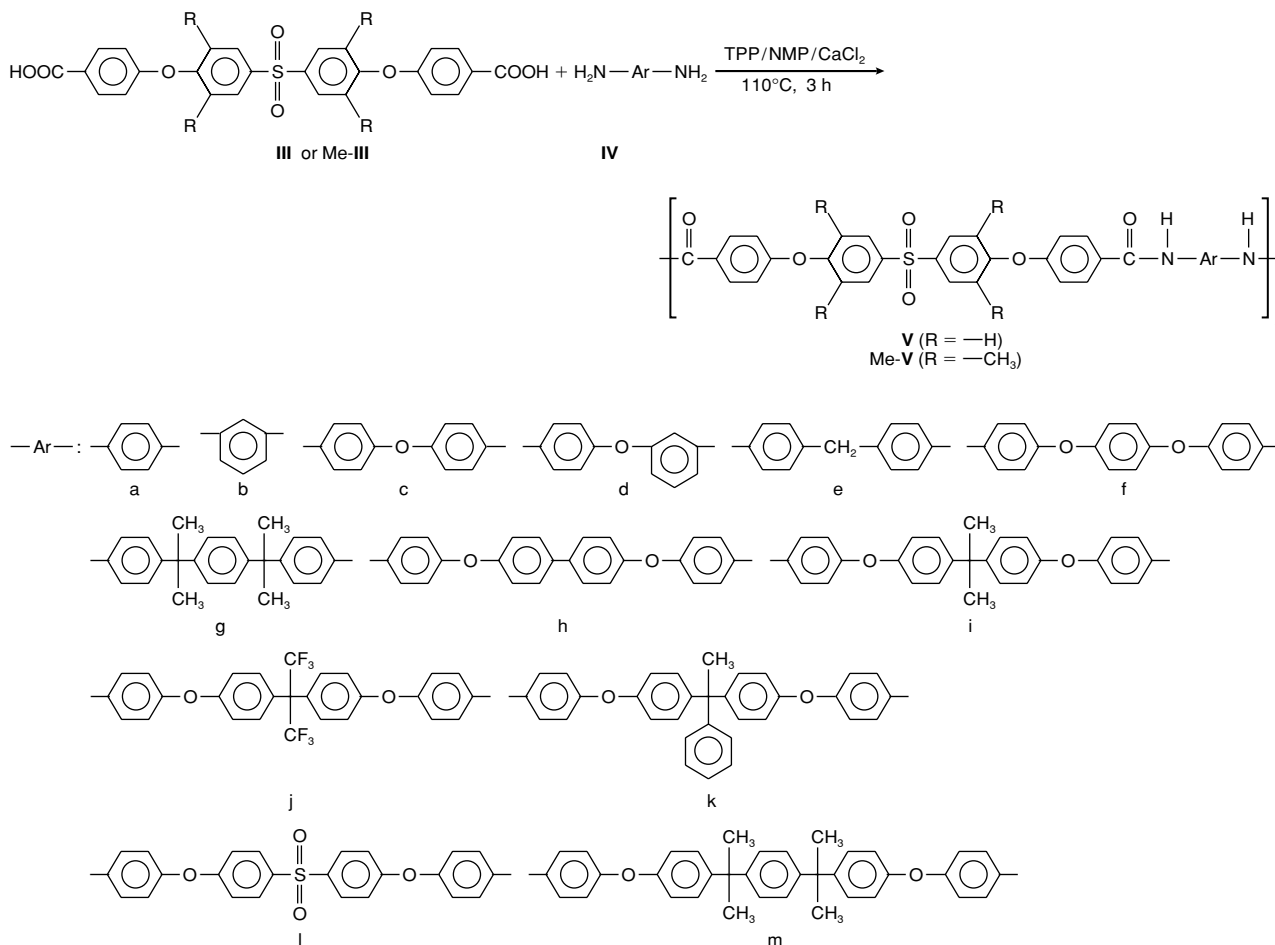 R O R
HOOC O S O COOH + H₂N—Ar—NH₂ TPP/NMP/CaCl₂
O 110°C, 3 h
R R
III or Me-III IV
R O R H H
O O
C O S O C—N—Ar—N
O
R R
V (R = —H)
Me-V (R = —CH₃)
—Ar— : O O CH₂ O O
a b c d e f
CH₃ CH₃ CH₃
O O O O
CH₃ CH₃ CH₃
g h i
CF₃ CH₃
O O O O
CF₃
j k
O CH₃ CH₃
O S O O O
O CH₃ CH₃
l m